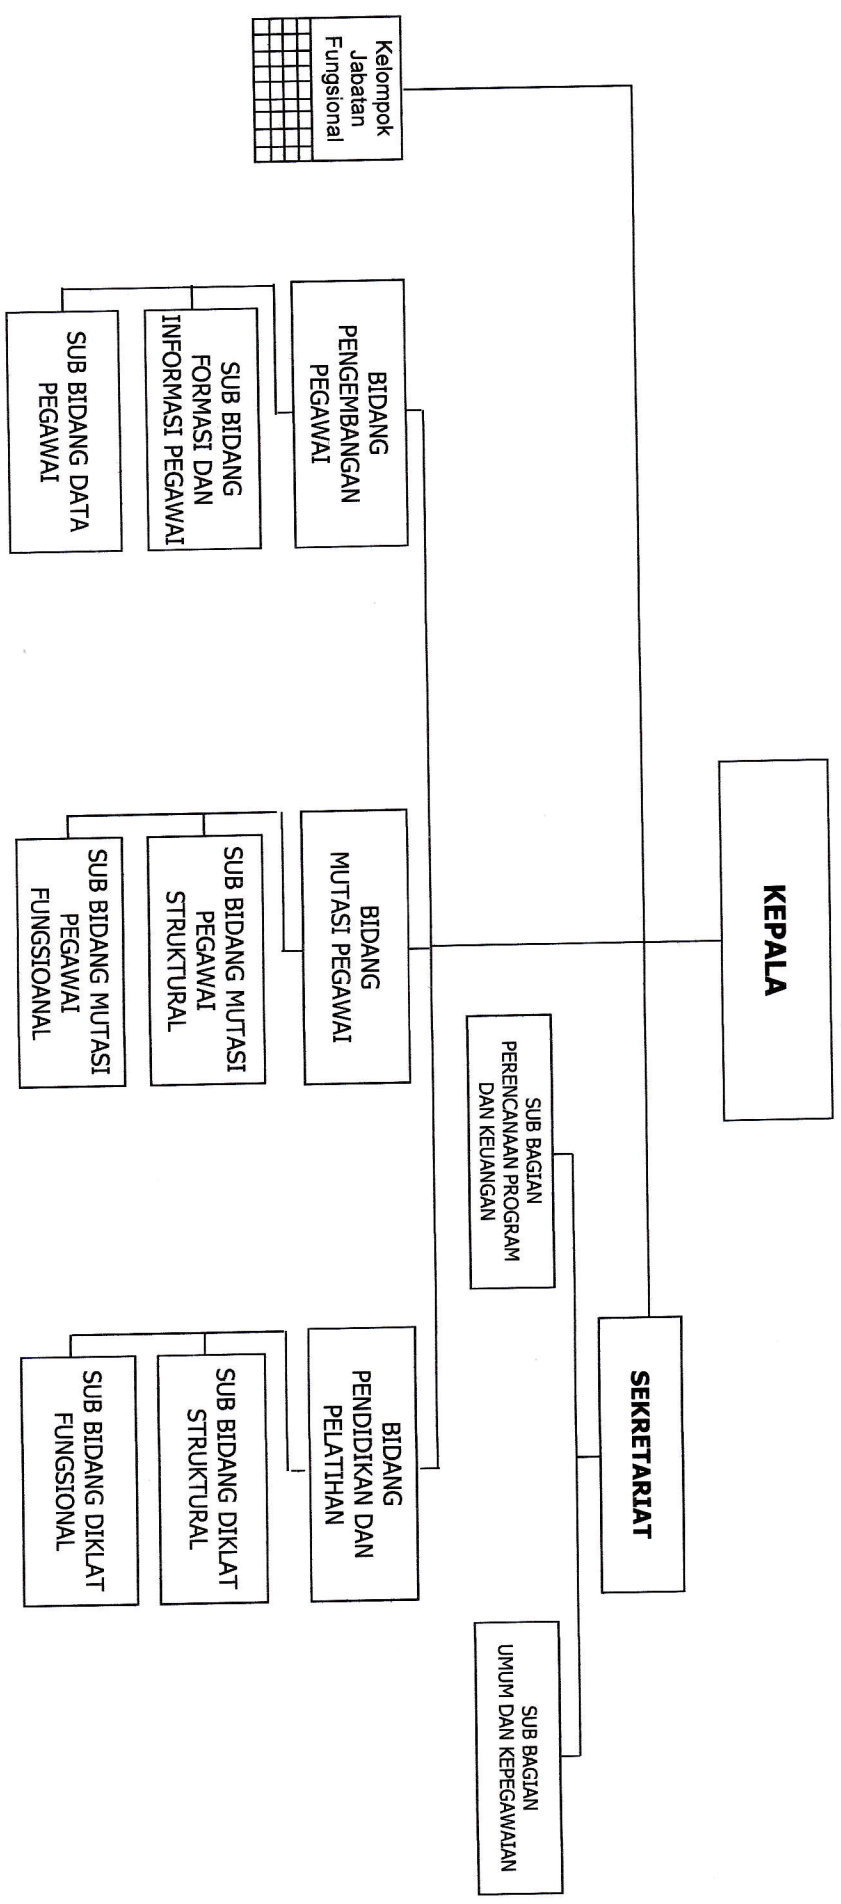 KEPALA
SEKRETARIAT
SUB BAGIAN
PERENCANAAN PROGRAM
DAN KEUANGAN
SUB BAGIAN
UMUM DAN KEPEGAWAIAN
Kelompok
Jabatan
Fungsional
BIDANG
PENGEMBANGAN
PEGAWAI
SUB BIDANG
FORMASI DAN
INFORMASI PEGAWAI
SUB BIDANG DATA
PEGAWAI
BIDANG
MUTASI PEGAWAI
SUB BIDANG MUTASI
PEGAWAI
STRUKTURAL
SUB BIDANG MUTASI
PEGAWAI
FUNGSIOANAL
BIDANG
PENDIDIKAN DAN
PELATIHAN
SUB BIDANG DIKLAT
STRUKTURAL
SUB BIDANG DIKLAT
FUNGSIONAL